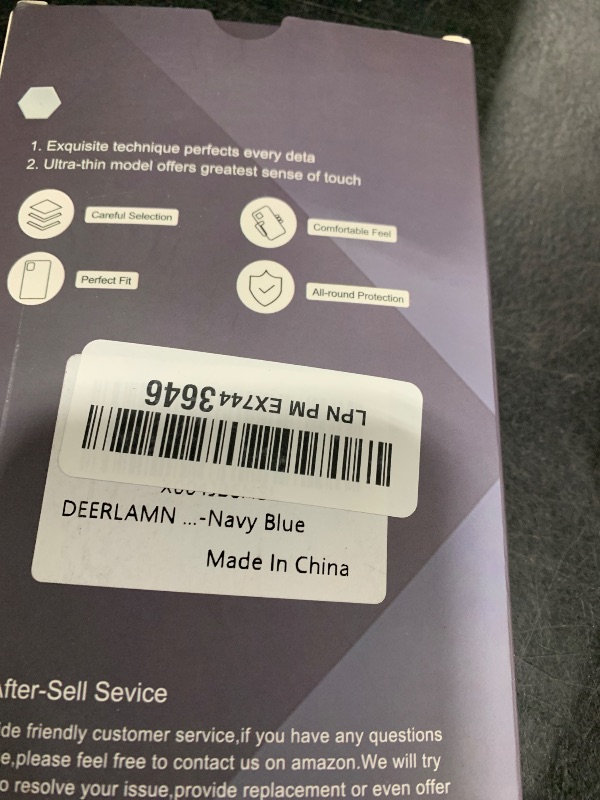 1. Exquisite technique perfects every deta
2. Ultra-thin model offers greatest sense of touch
Careful Selection
Comfortable Feel
Perfect Fit
All-round Protection
LPN PM EX7443646
DEERLAMN ...-Navy Blue
Made In China
After-Sell Sevice
ide friendly customer service,if you have any questions
e,please feel free to contact us on amazon.We will try
o resolve your issue,provide replacement or even offer